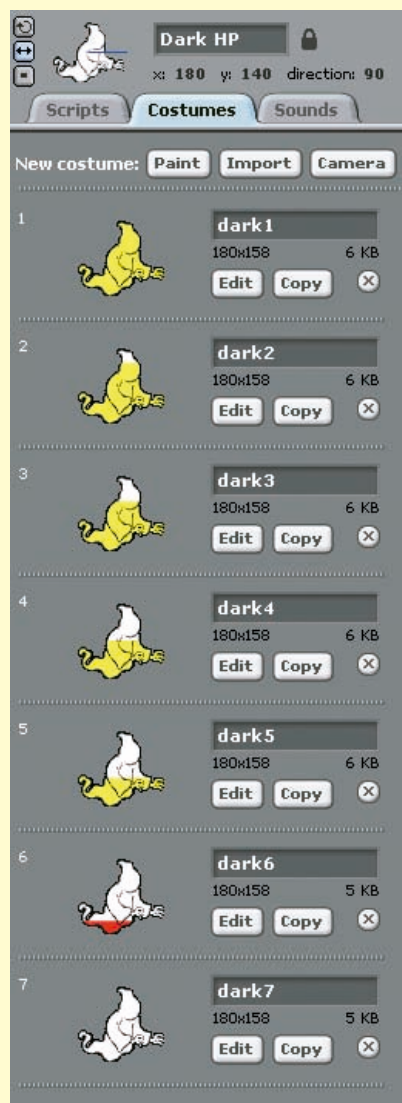 Dark HP
x: 180 y: 140 direction: 90
Scripts Costumes Sounds
New costume: Paint Import Camera
1
dark1
180x158 6 KB
Edit Copy
2
dark2
180x158 6 KB
Edit Copy
3
dark3
180x158 6 KB
Edit Copy
4
dark4
180x158 6 KB
Edit Copy
5
dark5
180x158 6 KB
Edit Copy
6
dark6
180x158 5 KB
Edit Copy
7
dark7
180x158 5 KB
Edit Copy